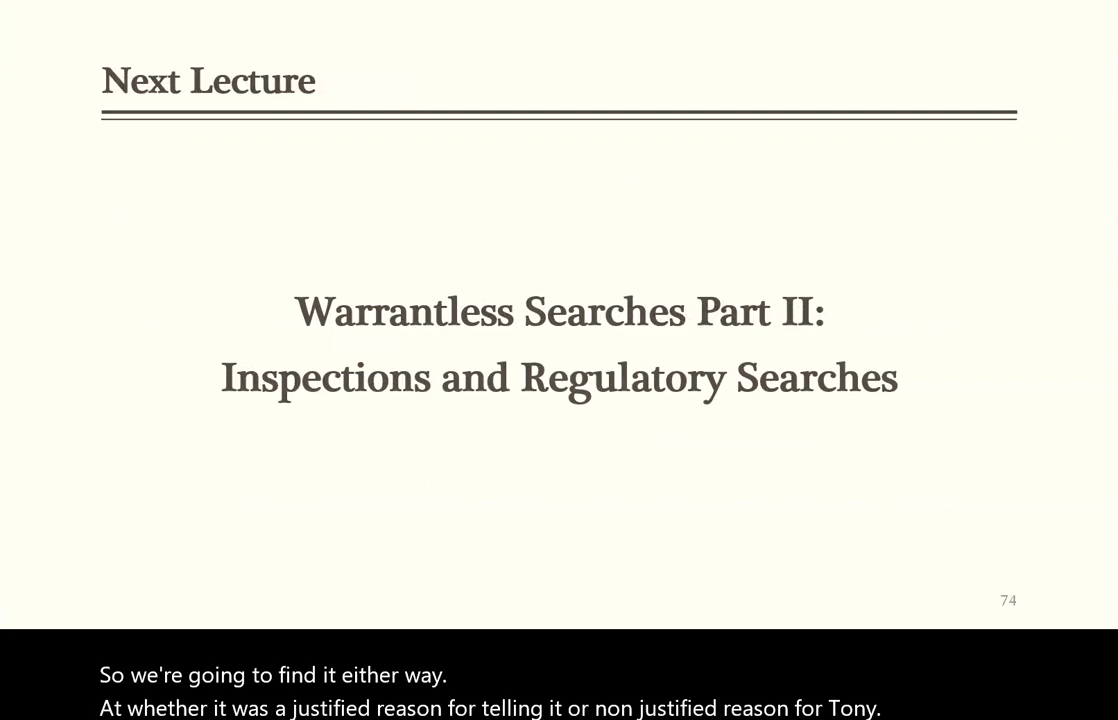 Next Lecture
Warrantless Searches Part II:
Inspections and Regulatory Searches
74
So we're going to find it either way.
At whether it was a justified reason for telling it or non justified reason for Tony.